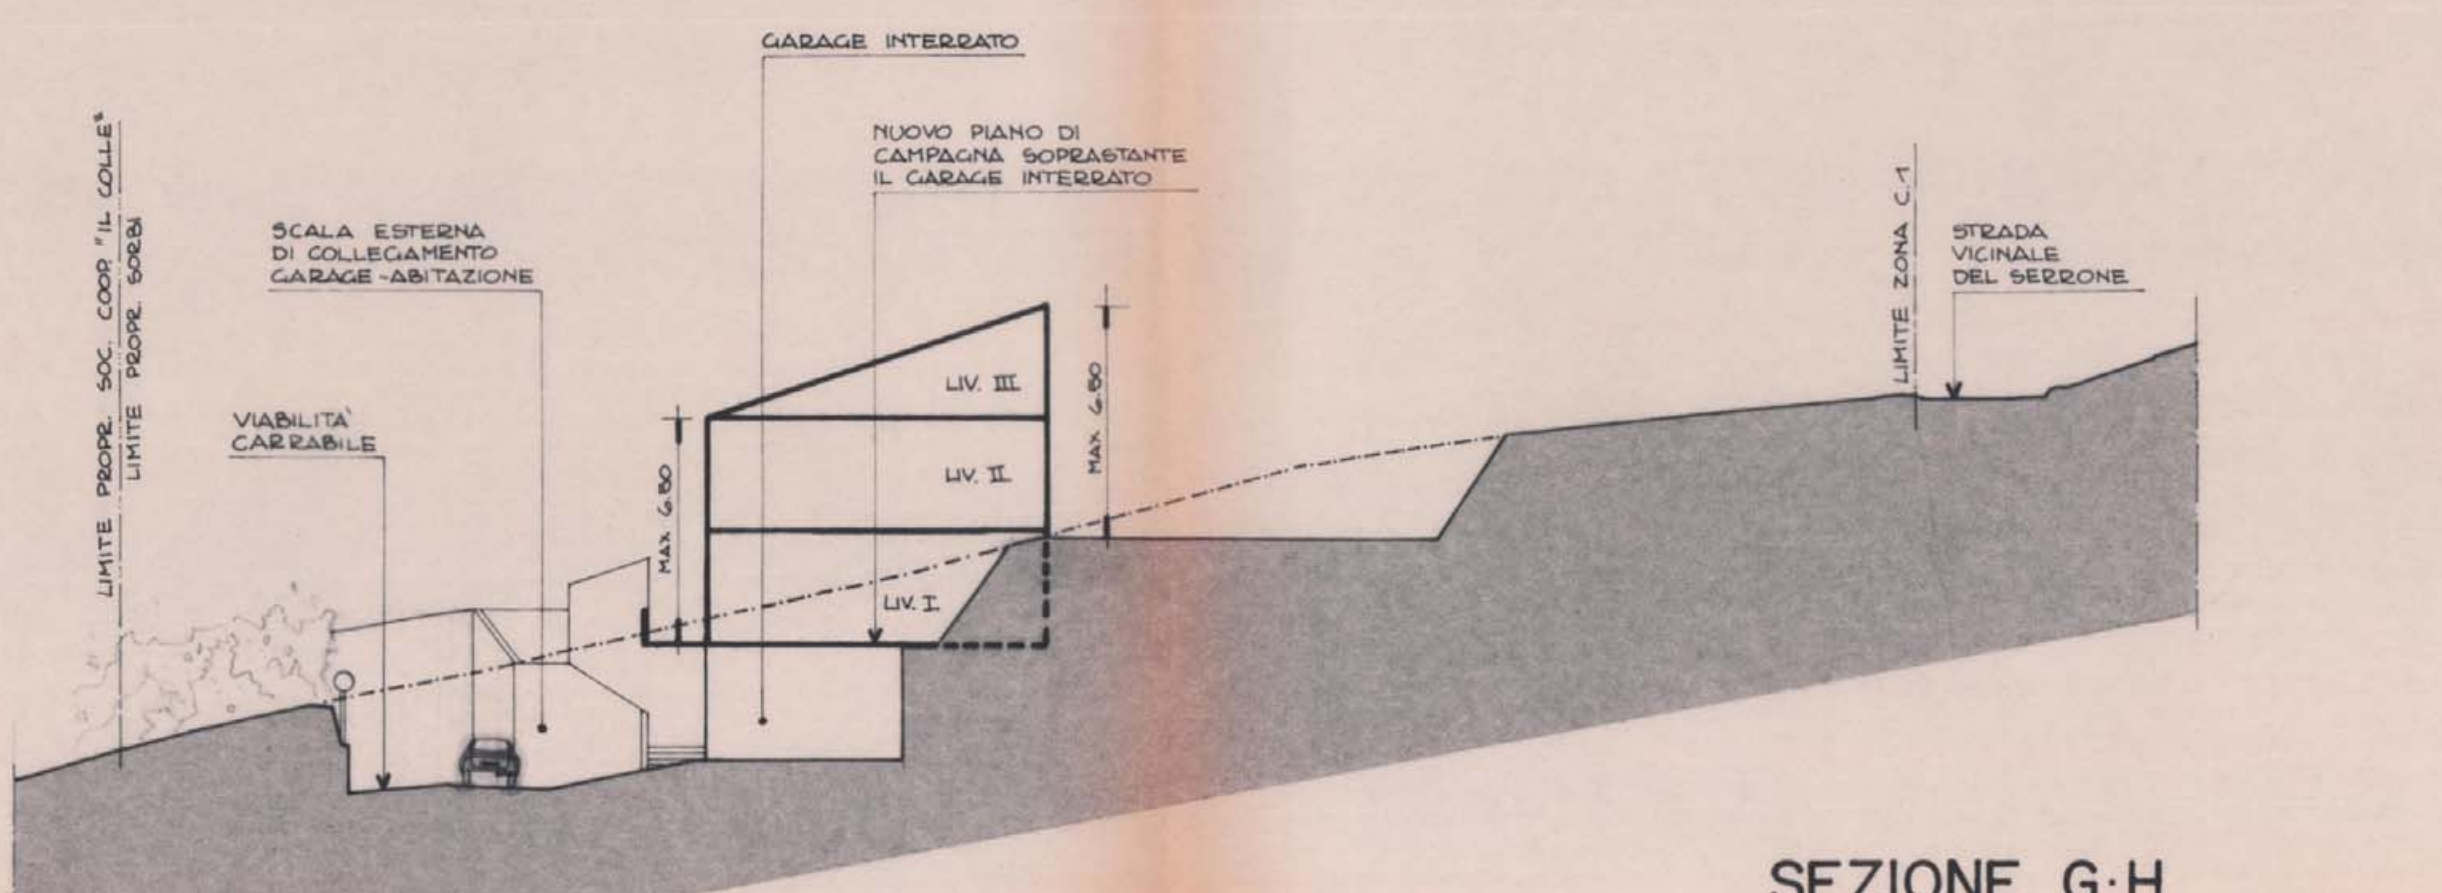 GARAGE INTERRATO
NUOVO PIANO DI
CAMPAGNA SOPRASTANTE
IL GARAGE INTERRATO
SCALA ESTERNA
DI COLLEGAMENTO
GARAGE-ABITAZIONE
VIABILITA'
CARRABILE
LIMITE PROPR. SOC. COOP. "IL COLLE"
LIMITE PROPR. SORBI
LIV. III
LIV. II
LIV. I
MAX 6.80
MAX 6.80
LIMITE ZONA C.1
STRADA
VICINALE
DEL SERRONE
SEZIONE G·H